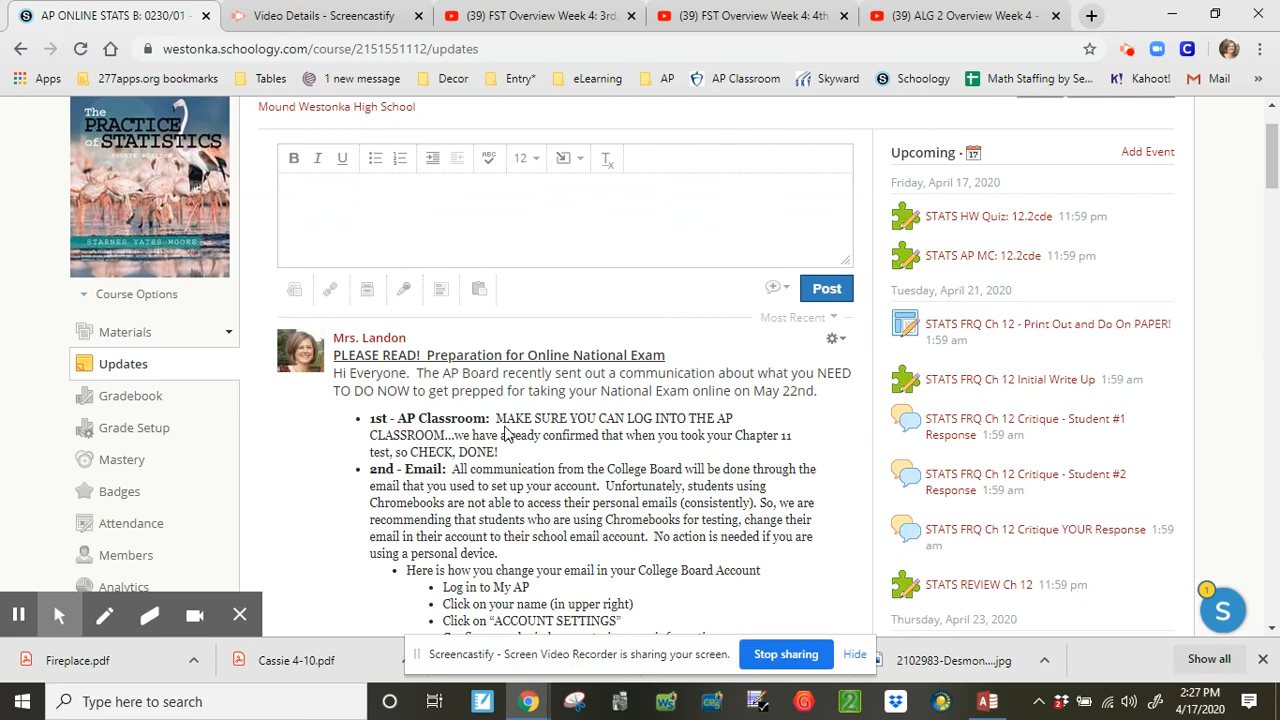 AP ONLINE STATS B: 0230/01 -
Video Details - Screencastify
(39) FST Overview Week 4: 3rd
(39) FST Overview Week 4: 4th
(39) ALG 2 Overview Week 4 -
westonka.schoology.com/course/2151551112/updates
Apps
277apps.org bookmarks
Tables
1 new message
Decor
Entry*
eLearning
AP
AP Classroom
Skyward
Schoology
Math Staffing by Se...
Kahoot!
Mail
»
The
PRACTICE
of STATISTICS
STARNES YATES MOORE
Course Options
Materials
Updates
Gradebook
Grade Setup
Mastery
Badges
Attendance
Members
Analytics
Mound Westonka High School
B I U
ABC
12
Tx
Post
Most Recent
Mrs. Landon
PLEASE READ! Preparation for Online National Exam
Hi Everyone. The AP Board recently sent out a communication about what you NEED
TO DO NOW to get prepped for taking your National Exam online on May 22nd.
1st - AP Classroom: MAKE SURE YOU CAN LOG INTO THE AP
CLASSROOM...we have already confirmed that when you took your Chapter 11
test, so CHECK, DONE!
2nd - Email: All communication from the College Board will be done through the
email that you used to set up your account. Unfortunately, students using
Chromebooks are not able to access their personal emails (consistently). So, we are
recommending that students who are using Chromebooks for testing, change their
email in their account to their school email account. No action is needed if you are
using a personal device.
Here is how you change your email in your College Board Account
Log in to My AP
Click on your name (in upper right)
Click on “ACCOUNT SETTINGS”
Upcoming ·
17
Add Event
Friday, April 17, 2020
STATS HW Quiz: 12.2cde 11:59 pm
STATS AP MC: 12.2cde 11:59 pm
Tuesday, April 21, 2020
STATS FRQ Ch 12 - Print Out and Do On PAPER!
1:59 am
STATS FRQ Ch 12 Initial Write Up 1:59 am
STATS FRQ Ch 12 Critique - Student #1
Response 1:59 am
STATS FRQ Ch 12 Critique - Student #2
Response 1:59 am
STATS FRQ Ch 12 Critique YOUR Response 1:59
am
STATS REVIEW Ch 12 11:59 pm
Thursday, April 23, 2020
1
S
Screencastify - Screen Video Recorder is sharing your screen.
Stop sharing
Hide
Fireplace.pdf
Cassie 4-10.pdf
2102983-Desmon....jpg
Show all
Type here to search
2:27 PM
4/17/2020